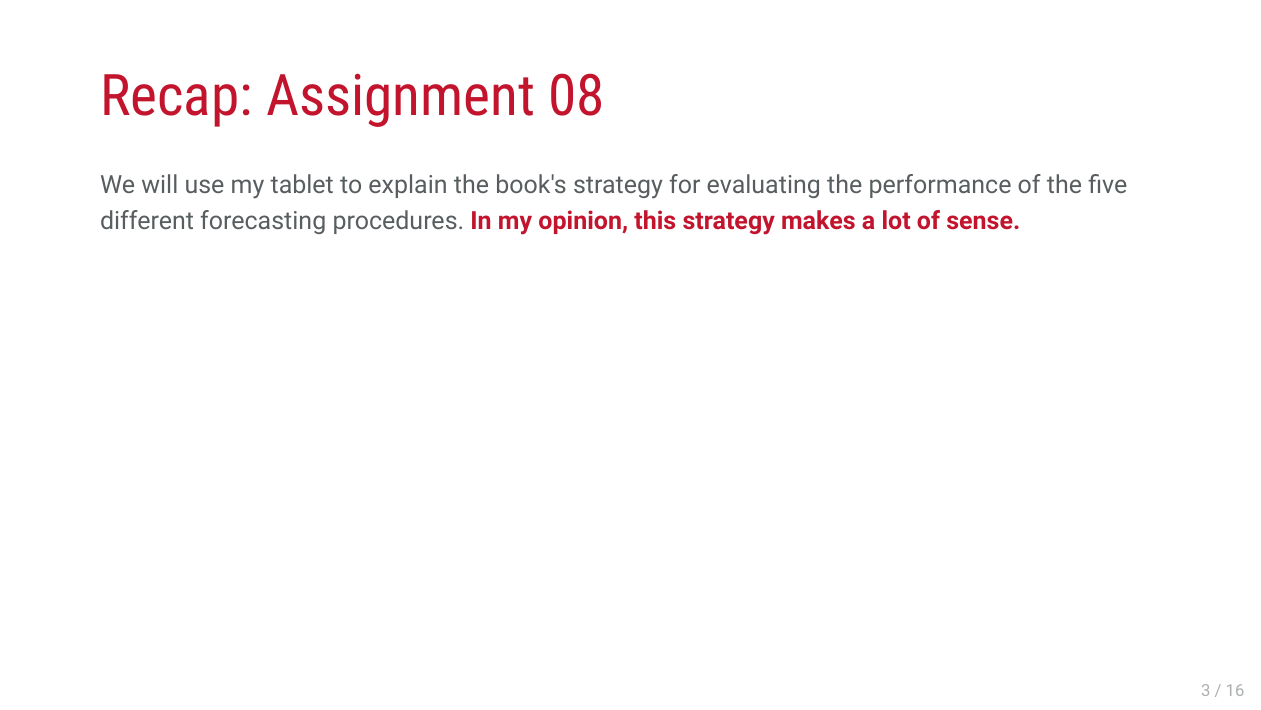 Recap: Assignment 08
We will use my tablet to explain the book's strategy for evaluating the performance of the five
different forecasting procedures. In my opinion, this strategy makes a lot of sense.
3 / 16